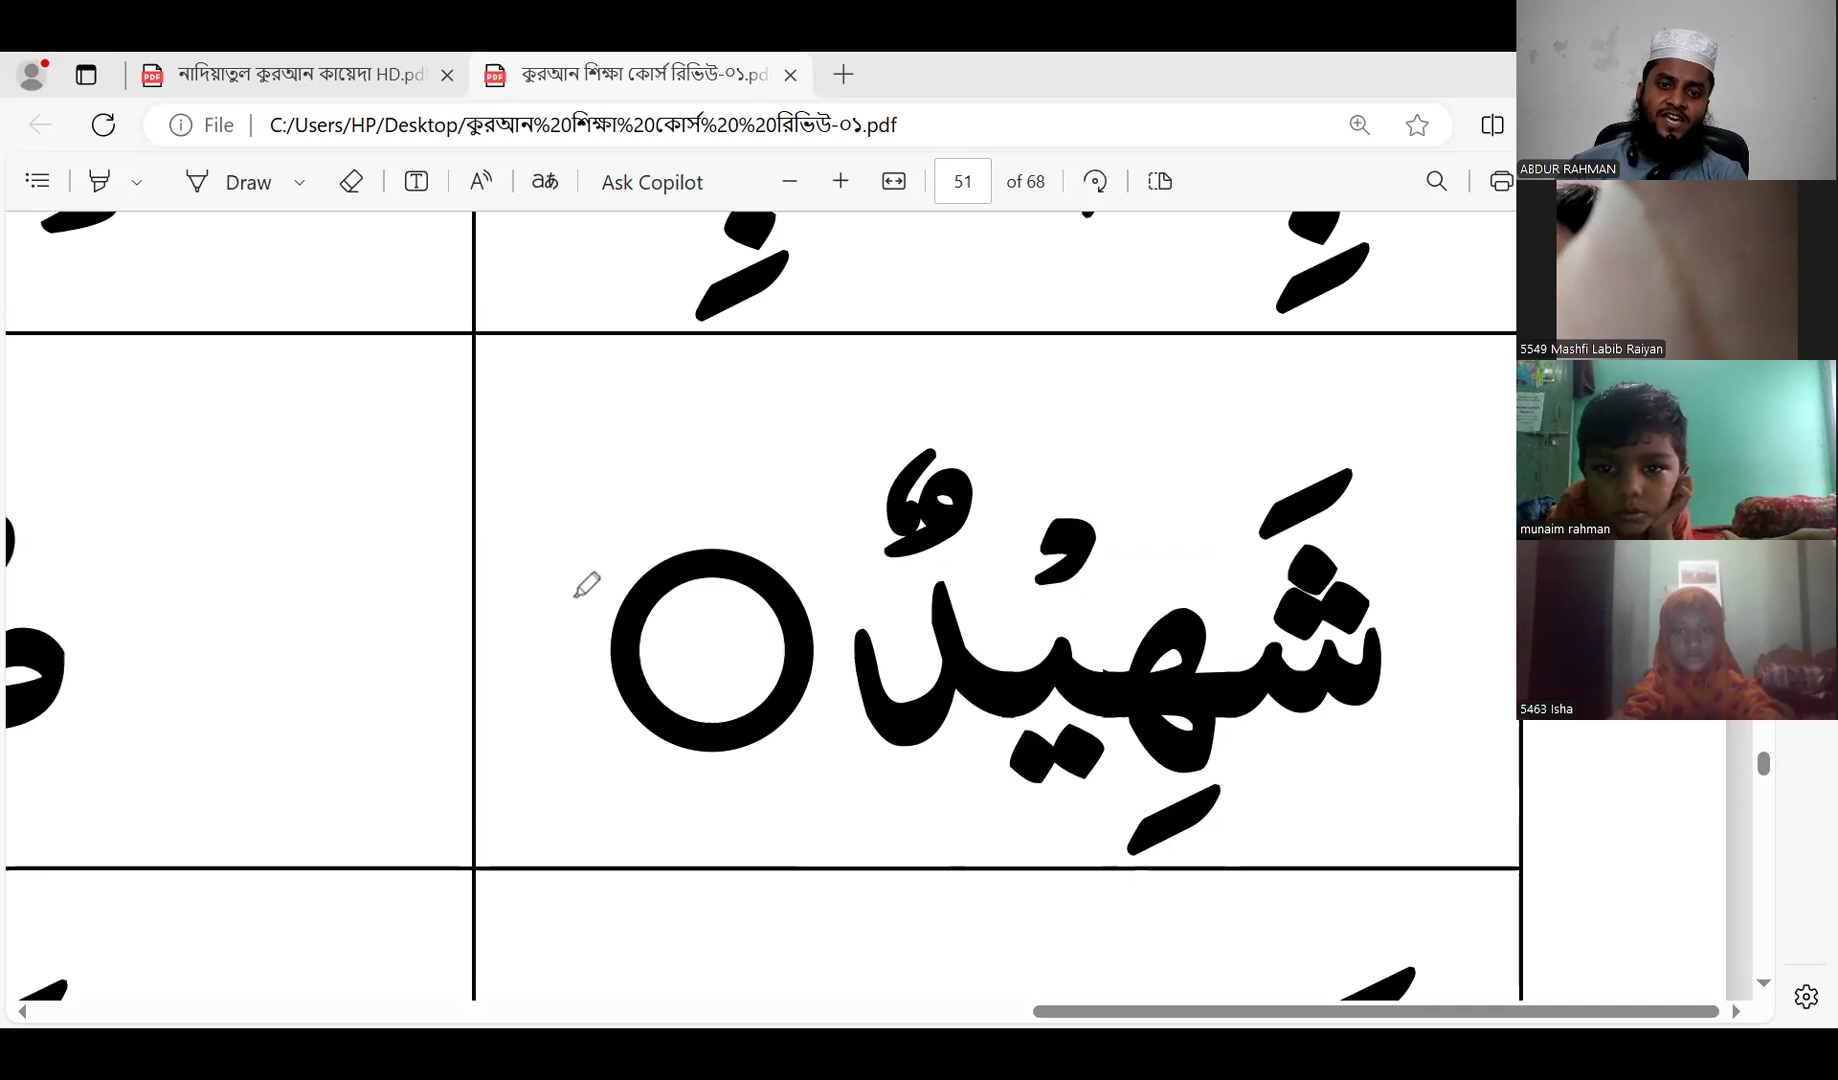 নাদিয়াতুল কুরআন কায়েদা HD.pdf
কুরআন শিক্ষা কোর্স রিভিউ-০১.pd
File
C:/Users/HP/Desktop/কুরআন%20শিক্ষা%20কোর্স%20%20রিভিউ-০১.pdf
Draw
Ask Copilot
51 of 68
ABDUR RAHMAN
5549 Mashfi Labib Raiyan
munaim rahman
شَهِيْدٌ ○
5463 Isha